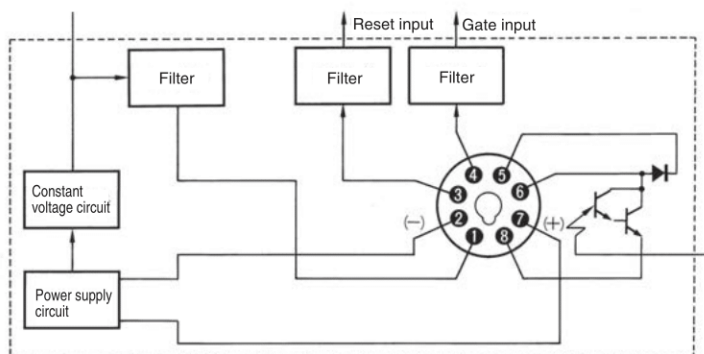 Reset input
Gate input
Filter
Filter
Filter
Constant
voltage circuit
Power supply
circuit
4
5
3
6
(−)
2
7
(+)
1
8